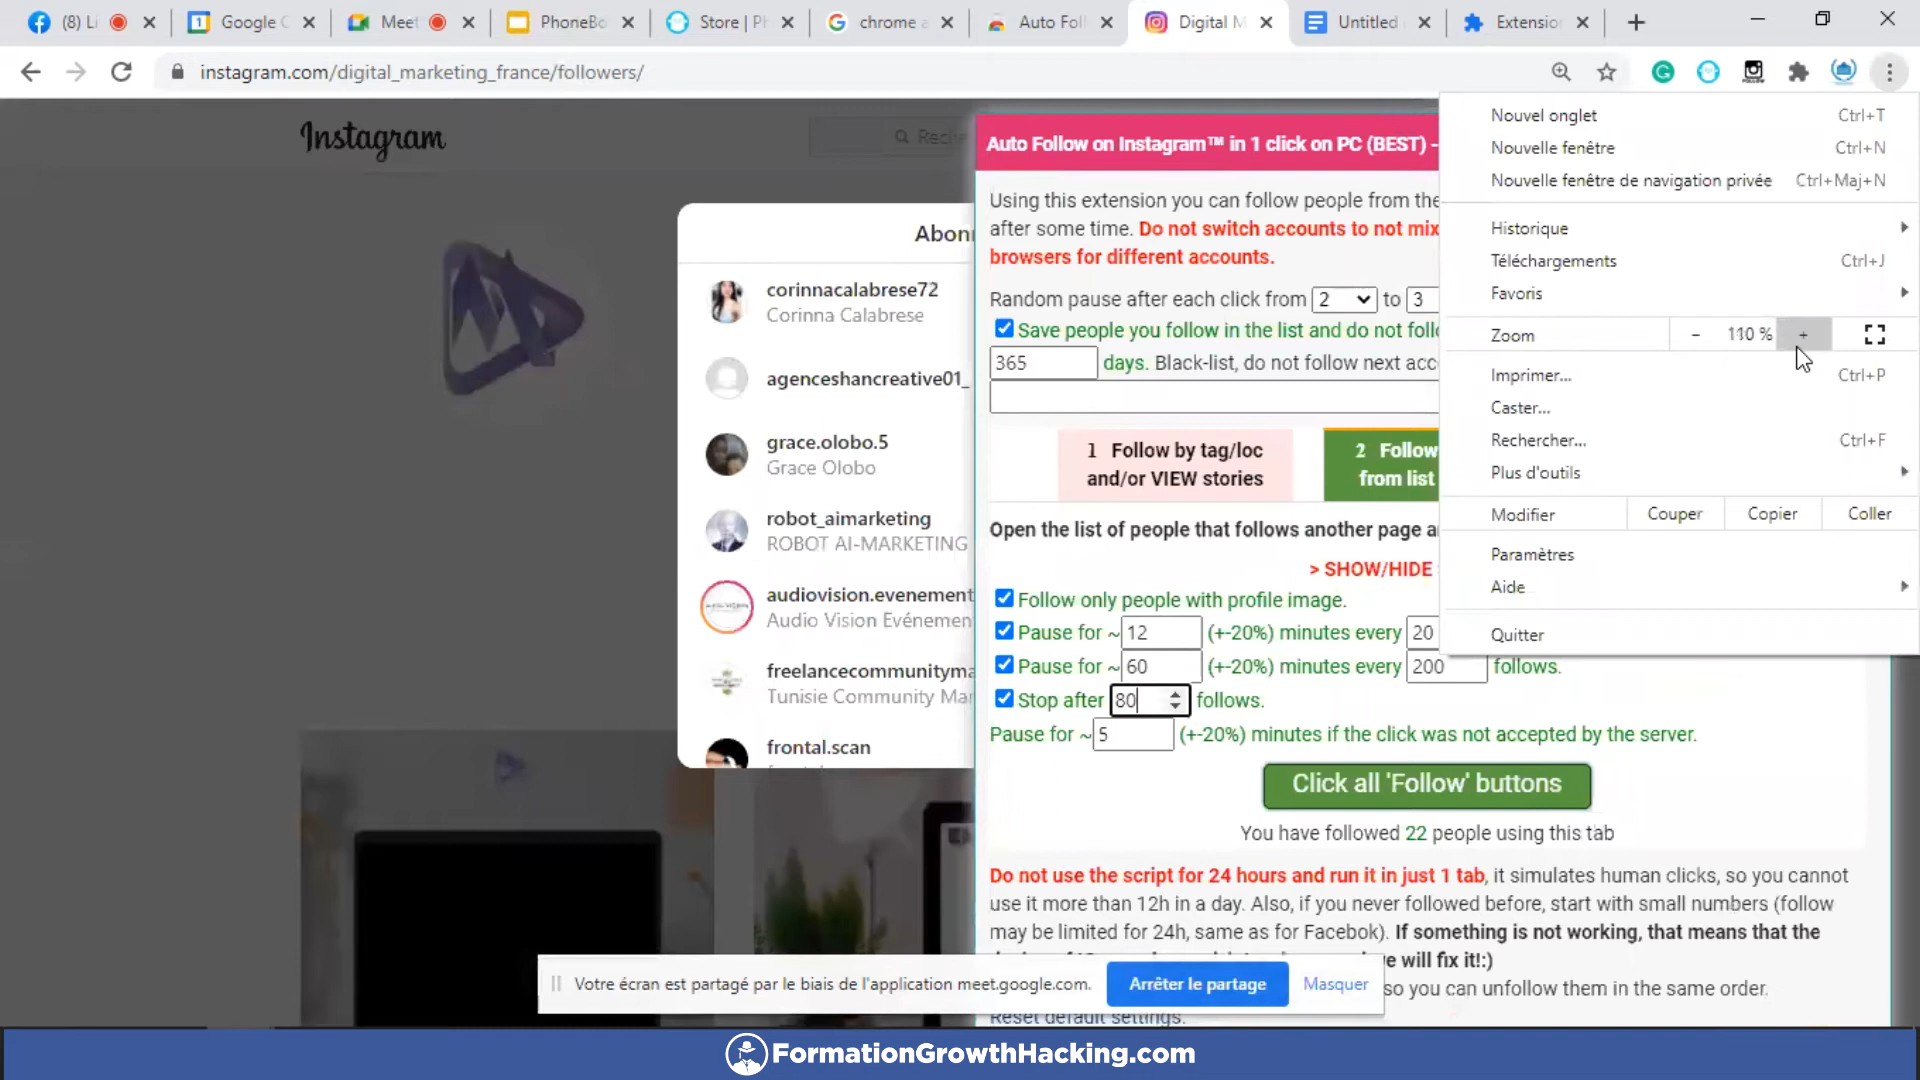 (8) Li
Google C
Meet
PhoneBo
Store | Ph
chrome a
Auto Foll
Digital M
Untitled
Extension
instagram.com/digital_marketing_france/followers/
Instagram
Auto Follow on Instagram™ in 1 click on PC (BEST) -
Using this extension you can follow people from the
after some time. Do not switch accounts to not mix
browsers for different accounts.
Random pause after each click from 2 to 3
Save people you follow in the list and do not foll
365 days. Black-list, do not follow next acc
1 Follow by tag/loc
and/or VIEW stories
2 Follow
from list
Open the list of people that follows another page a
> SHOW/HIDE
Follow only people with profile image.
Pause for ~ 12 (+-20%) minutes every 20
Pause for ~ 60 (+-20%) minutes every 200 follows.
Stop after 80 follows.
Pause for ~ 5 (+-20%) minutes if the click was not accepted by the server.
Click all 'Follow' buttons
You have followed 22 people using this tab
Do not use the script for 24 hours and run it in just 1 tab, it simulates human clicks, so you cannot
use it more than 12h in a day. Also, if you never followed before, start with small numbers (follow
may be limited for 24h, same as for Facebok). If something is not working, that means that the
we will fix it!:)
so you can unfollow them in the same order.
Reset default settings.
Abonn
corinnacalabrese72
Corinna Calabrese
agenceshancreative01_
grace.olobo.5
Grace Olobo
robot_aimarketing
ROBOT AI-MARKETING
audiovision.evenement
Audio Vision Evénemen
freelancecommunityma
Tunisie Community Mar
frontal.scan
Nouvel onglet Ctrl+T
Nouvelle fenêtre Ctrl+N
Nouvelle fenêtre de navigation privée Ctrl+Maj+N
Historique
Téléchargements Ctrl+J
Favoris
Zoom - 110 % +
Imprimer... Ctrl+P
Caster...
Rechercher... Ctrl+F
Plus d'outils
Modifier Couper Copier Coller
Paramètres
Aide
Quitter
Votre écran est partagé par le biais de l'application meet.google.com. Arrêter le partage Masquer
FormationGrowthHacking.com